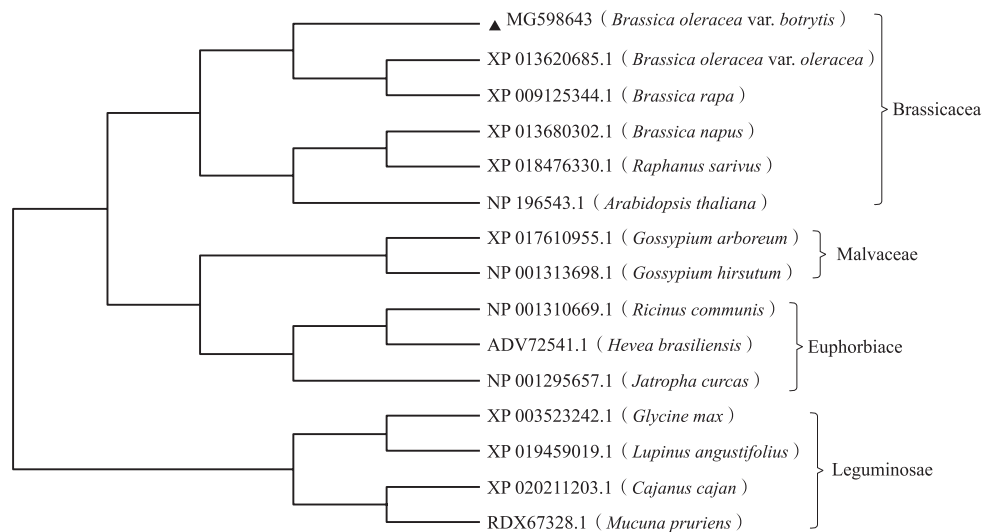 ▲ MG598643 ( Brassica oleracea var. botrytis )
XP 013620685.1 ( Brassica oleracea var. oleracea )
XP 009125344.1 ( Brassica rapa )
Brassicacea
XP 013680302.1 ( Brassica napus )
XP 018476330.1 ( Raphanus sarivus )
NP 196543.1 ( Arabidopsis thaliana )
XP 017610955.1 ( Gossypium arboreum )
Malvaceae
NP 001313698.1 ( Gossypium hirsutum )
NP 001310669.1 ( Ricinus communis )
ADV72541.1 ( Hevea brasiliensis )
Euphorbiace
NP 001295657.1 ( Jatropha curcas )
XP 003523242.1 ( Glycine max )
XP 019459019.1 ( Lupinus angustifolius )
Leguminosae
XP 020211203.1 ( Cajanus cajan )
RDX67328.1 ( Mucuna pruriens )